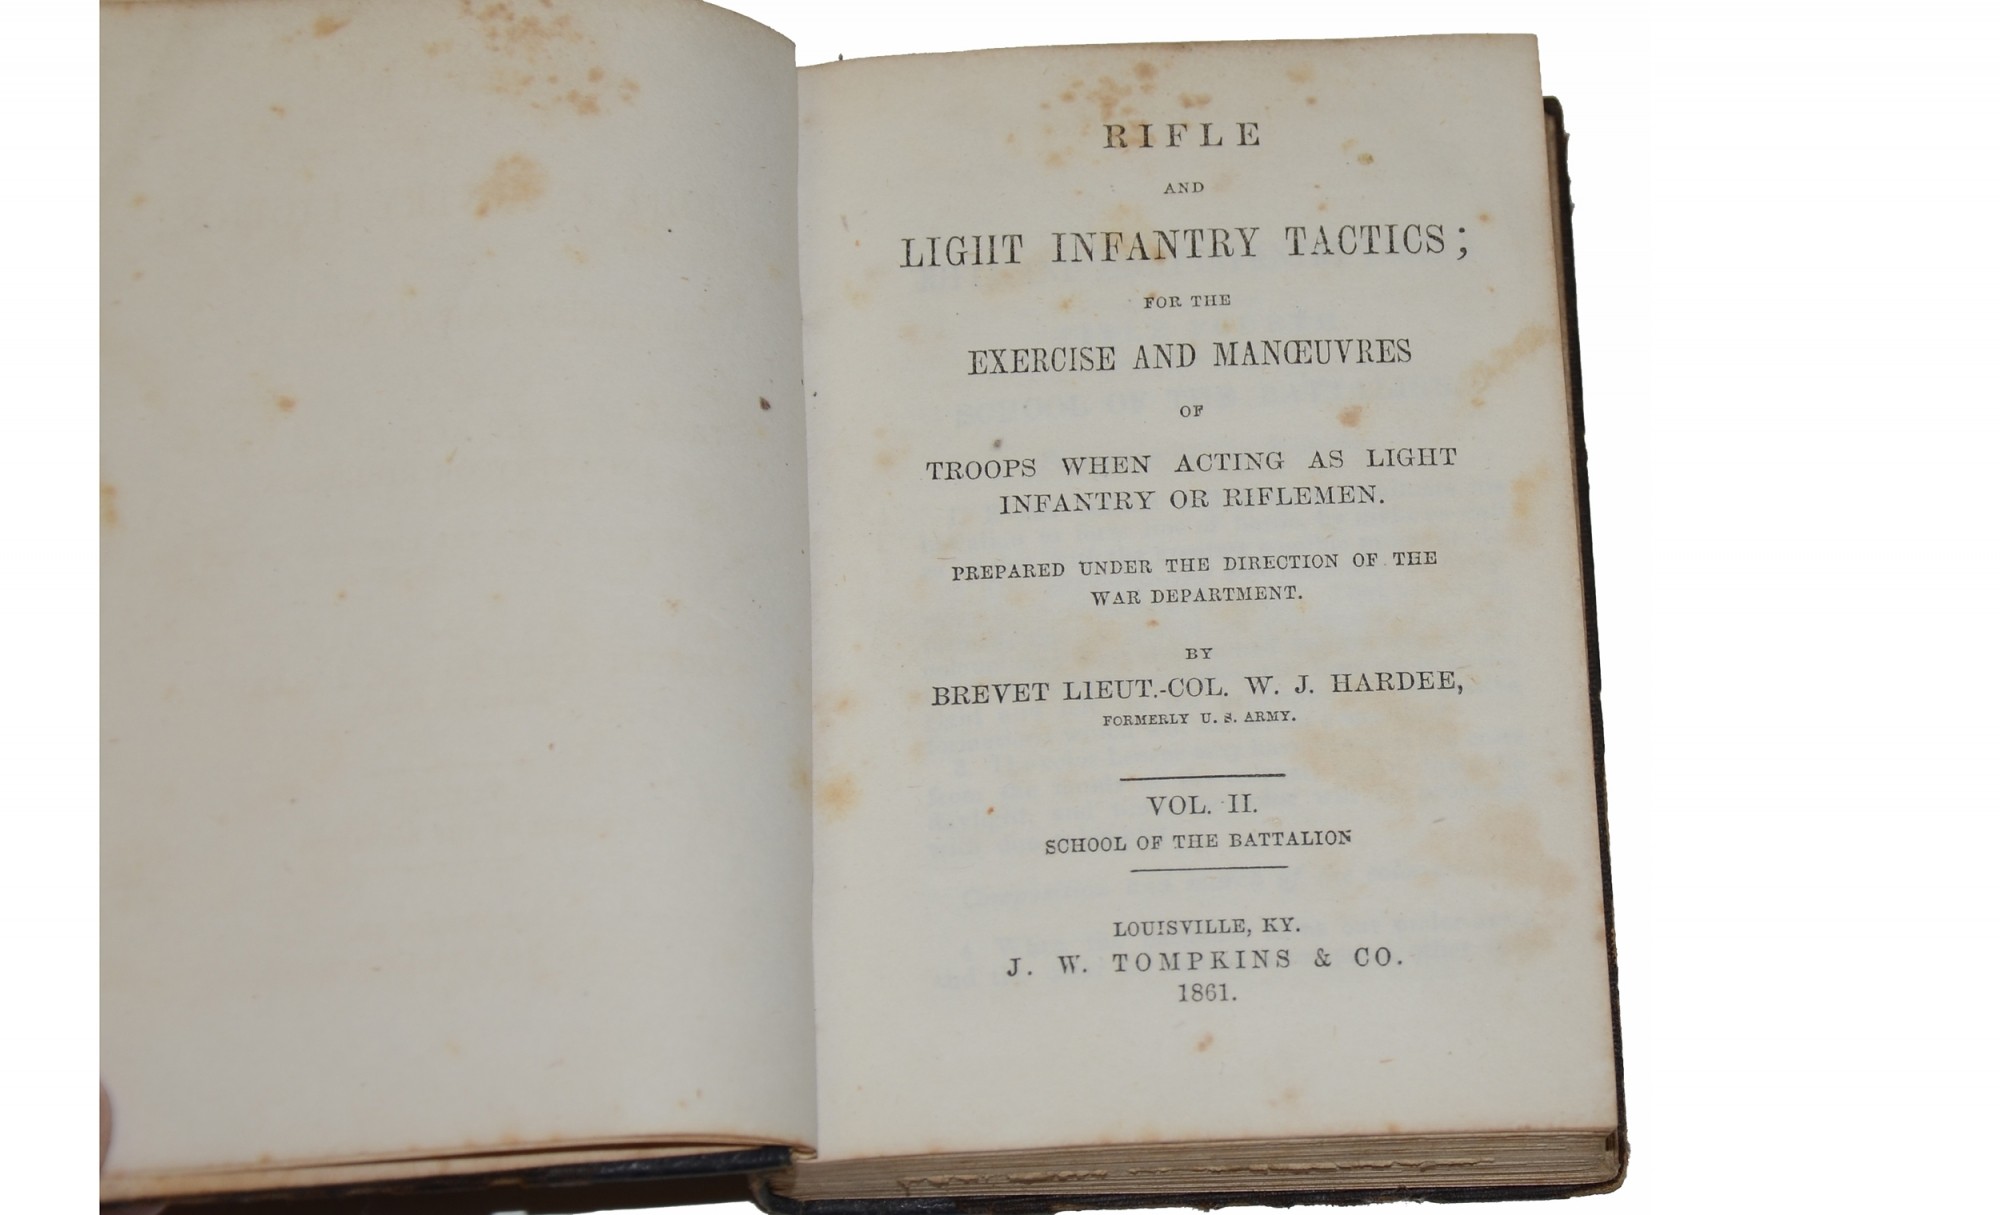 RIFLE
AND
LIGHT INFANTRY TACTICS;
FOR THE
EXERCISE AND MANŒUVRES
OF
TROOPS WHEN ACTING AS LIGHT
INFANTRY OR RIFLEMEN.
PREPARED UNDER THE DIRECTION OF THE
WAR DEPARTMENT.
BY
BREVET LIEUT.-COL. W. J. HARDEE,
FORMERLY U. S. ARMY.
VOL. II.
SCHOOL OF THE BATTALION
LOUISVILLE, KY.
J. W. TOMPKINS & CO.
1861.